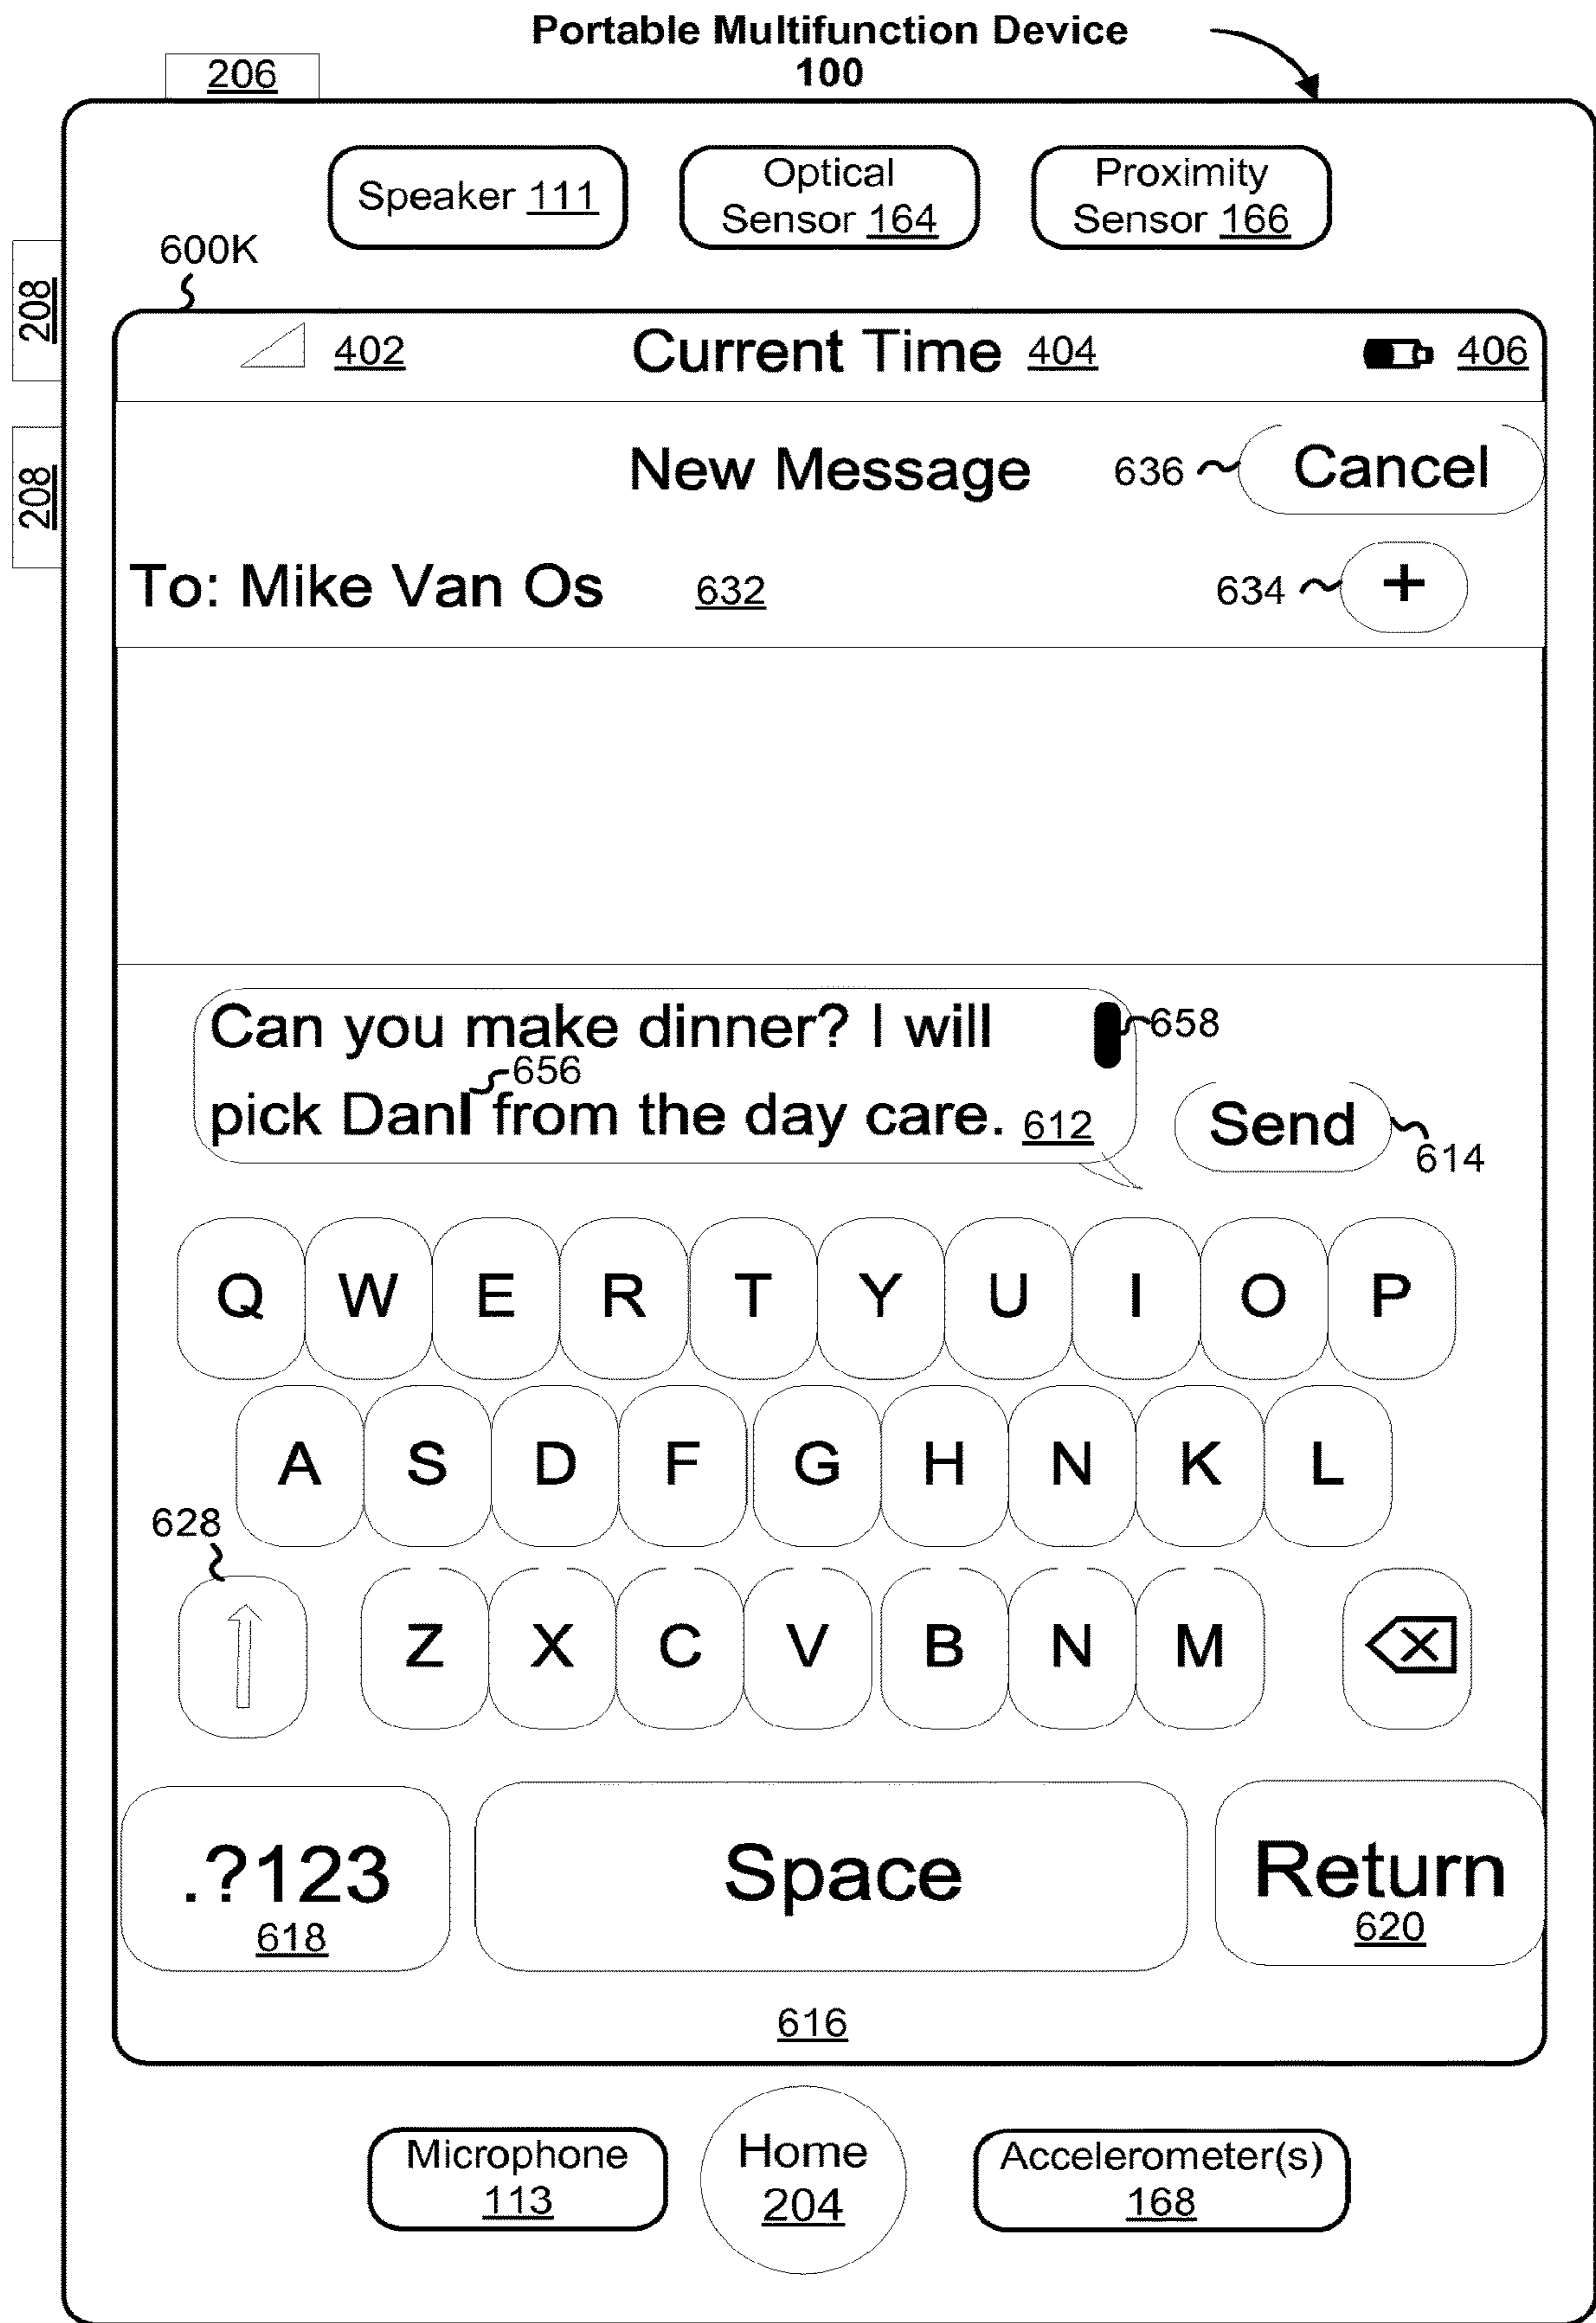 Portable Multifunction Device
100
206
Speaker 111
Optical
Sensor 164
Proximity
Sensor 166
600K
208
208
402 Current Time 404 406
New Message 636 Cancel
To: Mike Van Os 632 634 +
Can you make dinner? I will 658
656
pick Dan from the day care. 612
Send
614
Q W E R T Y U I O P
A S D F G H N K L
628
Z X C V B N M
.?123
618
Space
Return
620
616
Microphone
113
Home
204
Accelerometer(s)
168